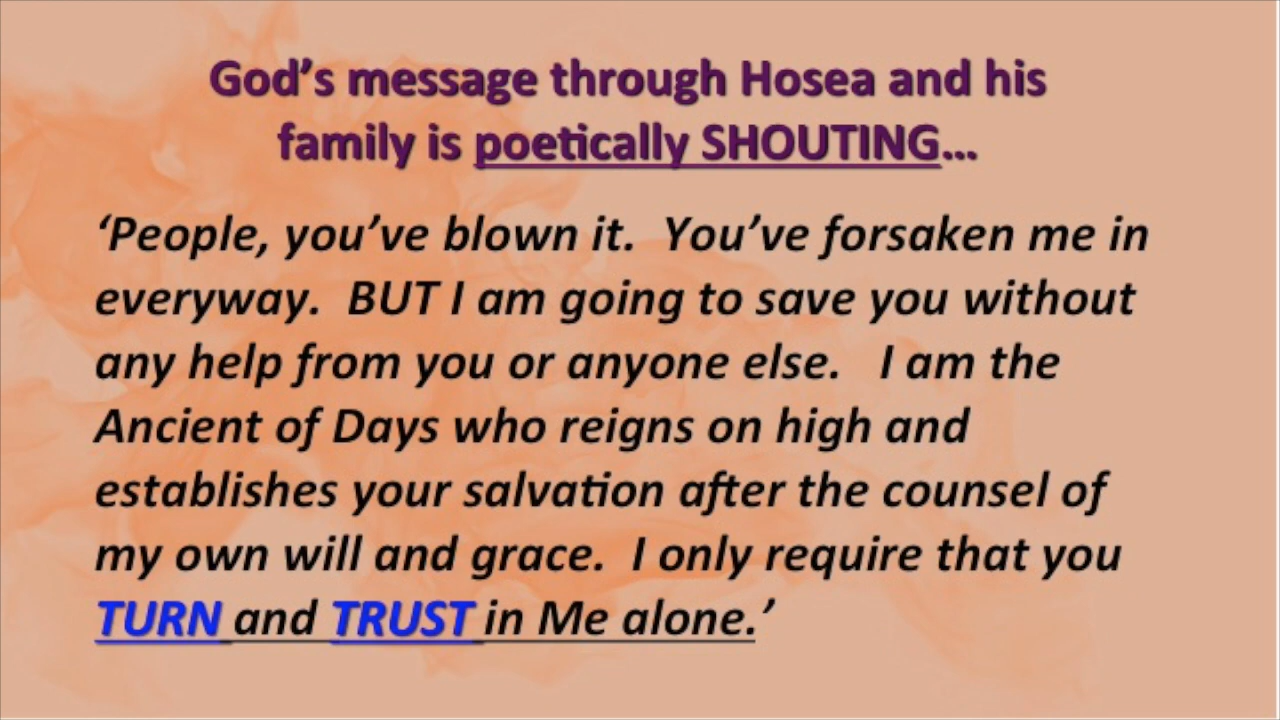 God’s message through Hosea and his
family is poetically SHOUTING…
‘People, you’ve blown it.  You’ve forsaken me in
everyway.  BUT I am going to save you without
any help from you or anyone else.   I am the
Ancient of Days who reigns on high and
establishes your salvation after the counsel of
my own will and grace.  I only require that you
TURN and TRUST in Me alone.’